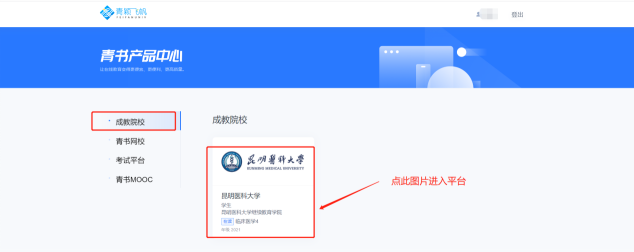 青颖飞帆
退出
青书产品中心
成教院校
成教院校
青书网校
考试平台
青书MOOC
昆明医科大学
KUNMING MEDICAL UNIVERSITY
昆明医科大学
学生
昆明医科大学继续教育学院
临床医学4
点此图片进入平台